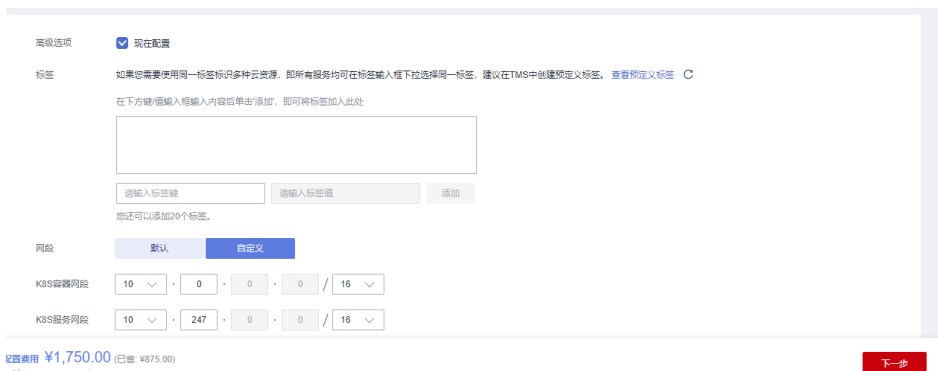 高级选项 现在配置
标签 如果您需要使用同一标签标识多种云资源，即所有服务均可在标签输入框下拉选择同一标签，建议在TMS中创建预定义标签。 查看预定义标签
在下方键/值输入框输入内容后单击'添加'，即可将标签加入此处
请输入标签键 请输入标签值 添加
您还可以添加20个标签。
网段 默认 自定义
K8S容器网段 10 · 0 · 0 · 0 / 16
K8S服务网段 10 · 247 · 0 · 0 / 16
配置费用 ¥1,750.00 (已省: ¥875.00) 下一步